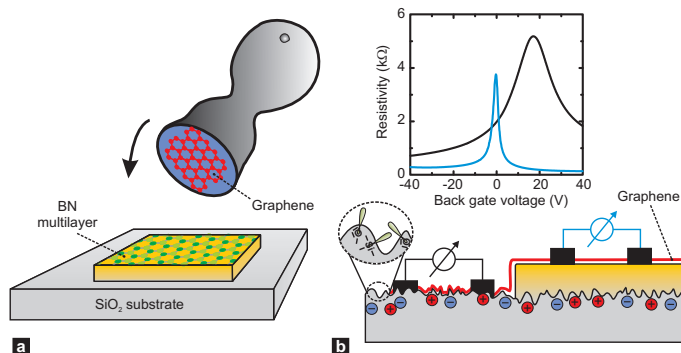 a
Graphene
BN
multilayer
SiO2 substrate
b
Resistivity (kΩ)
6
4
2
0
-40
-20
0
20
40
Back gate voltage (V)
Graphene
− + − + − + − + + − + −